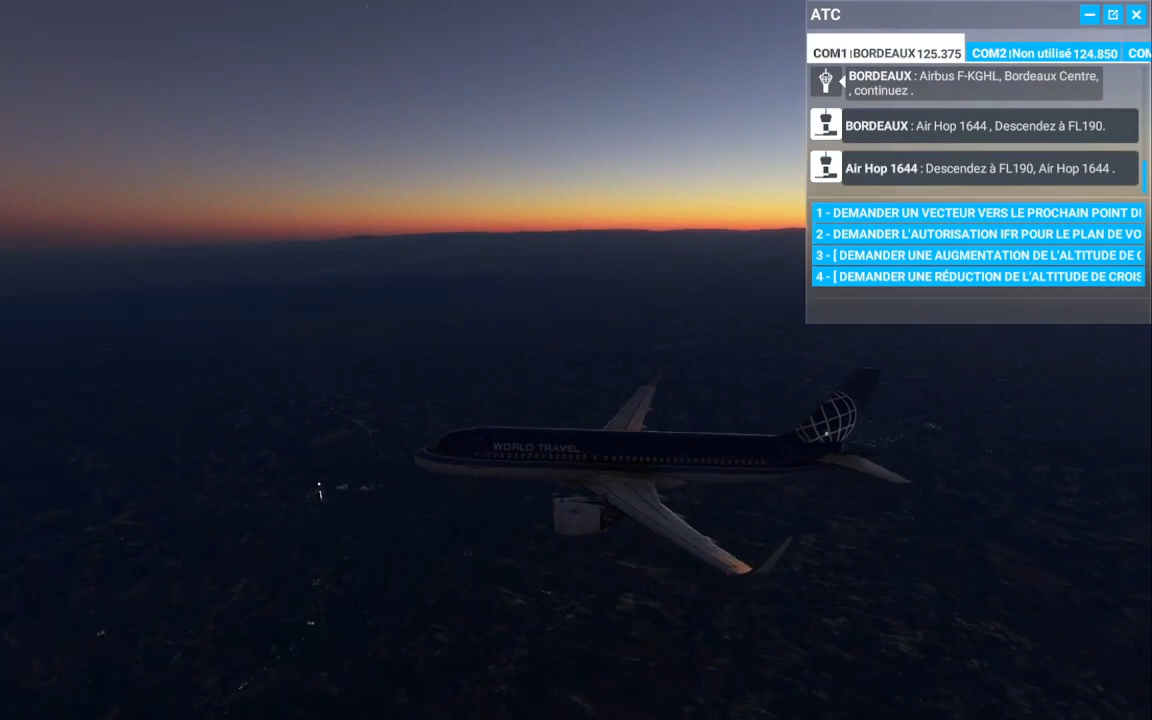 ATC
COM1 | BORDEAUX 125.375 COM2 | Non utilisé 124.850 COM
BORDEAUX : Airbus F-KGHL, Bordeaux Centre,
, continuez .
BORDEAUX : Air Hop 1644 , Descendez à FL190.
Air Hop 1644 : Descendez à FL190, Air Hop 1644 .
1 - DEMANDER UN VECTEUR VERS LE PROCHAIN POINT D
2 - DEMANDER L'AUTORISATION IFR POUR LE PLAN DE VO
3 - [ DEMANDER UNE AUGMENTATION DE L'ALTITUDE DE C
4 - [ DEMANDER UNE RÉDUCTION DE L'ALTITUDE DE CROIS
WORLD TRAVEL